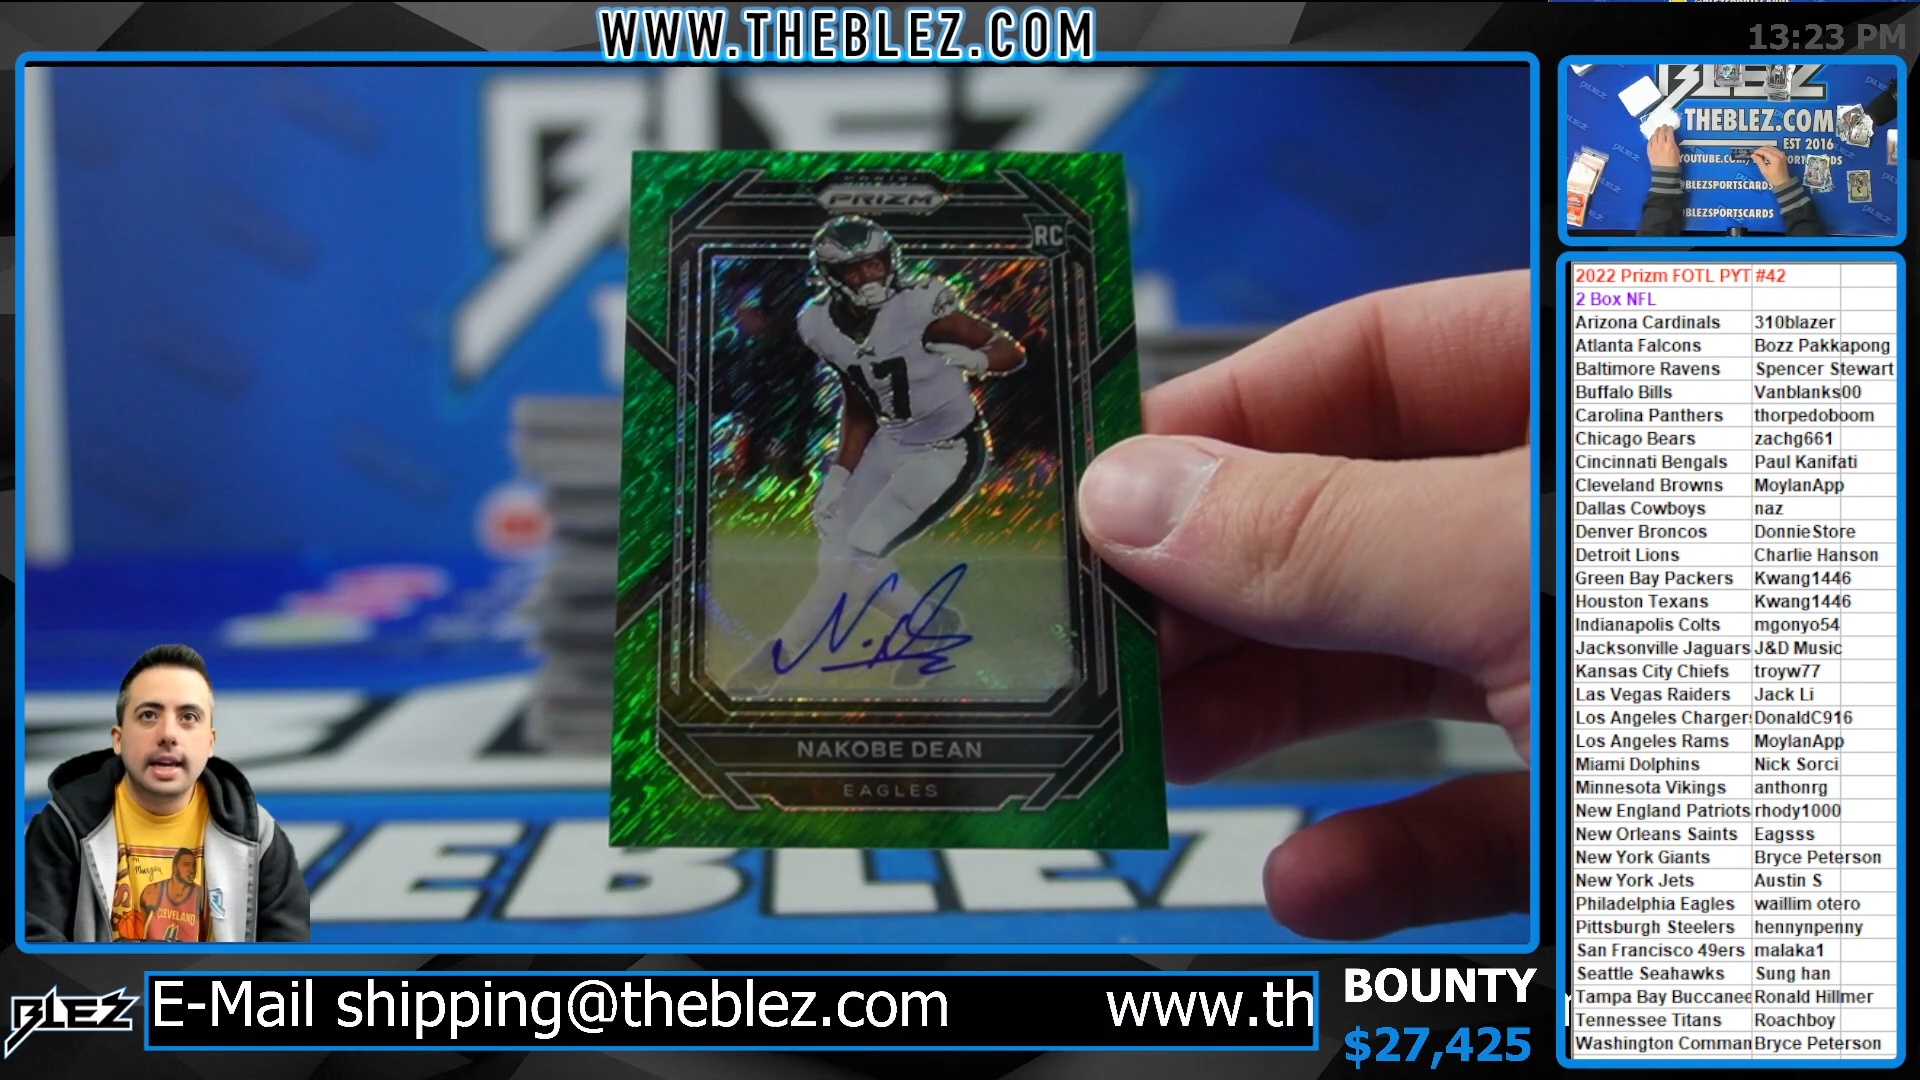 WWW.THEBLEZ.COM
13:23 PM
BLEZ
THEBLEZ.COM
EST 2016
@BLEZSPORTSCARDS
@BLEZSPORTSCARDS
PRIZM
RC
17
NAKOBE DEAN
EAGLES
CLEVELAND
2022 Prizm FOTL PYT #42
2 Box NFL
Arizona Cardinals 310blazer
Atlanta Falcons Bozz Pakkapong
Baltimore Ravens Spencer Stewart
Buffalo Bills Vanblanks00
Carolina Panthers thorpedoboom
Chicago Bears zachg661
Cincinnati Bengals Paul Kanifati
Cleveland Browns MoylanApp
Dallas Cowboys naz
Denver Broncos DonnieStore
Detroit Lions Charlie Hanson
Green Bay Packers Kwang1446
Houston Texans Kwang1446
Indianapolis Colts mgonyo54
Jacksonville Jaguars J&D Music
Kansas City Chiefs troyw77
Las Vegas Raiders Jack Li
Los Angeles Chargers DonaldC916
Los Angeles Rams MoylanApp
Miami Dolphins Nick Sorci
Minnesota Vikings anthonrg
New England Patriots rhody1000
New Orleans Saints Eagsss
New York Giants Bryce Peterson
New York Jets Austin S
Philadelphia Eagles waillim otero
Pittsburgh Steelers hennynpenny
San Francisco 49ers malaka1
Seattle Seahawks Sung han
Tampa Bay Buccanee Ronald Hillmer
Tennessee Titans Roachboy
Washington Comman Bryce Peterson
BLEZ
E-Mail shipping@theblez.com www.th
BOUNTY
$27,425